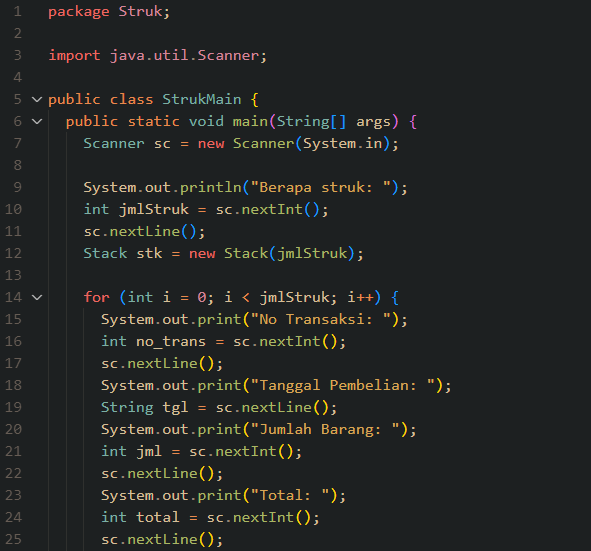 1 package Struk;
2
3 import java.util.Scanner;
4
5 public class StrukMain {
6 public static void main(String[] args) {
7 Scanner sc = new Scanner(System.in);
8
9 System.out.println("Berapa struk: ");
10 int jmlStruk = sc.nextInt();
11 sc.nextLine();
12 Stack stk = new Stack(jmlStruk);
13
14 for (int i = 0; i < jmlStruk; i++) {
15 System.out.print("No Transaksi: ");
16 int no_trans = sc.nextInt();
17 sc.nextLine();
18 System.out.print("Tanggal Pembelian: ");
19 String tgl = sc.nextLine();
20 System.out.print("Jumlah Barang: ");
21 int jml = sc.nextInt();
22 sc.nextLine();
23 System.out.print("Total: ");
24 int total = sc.nextInt();
25 sc.nextLine();